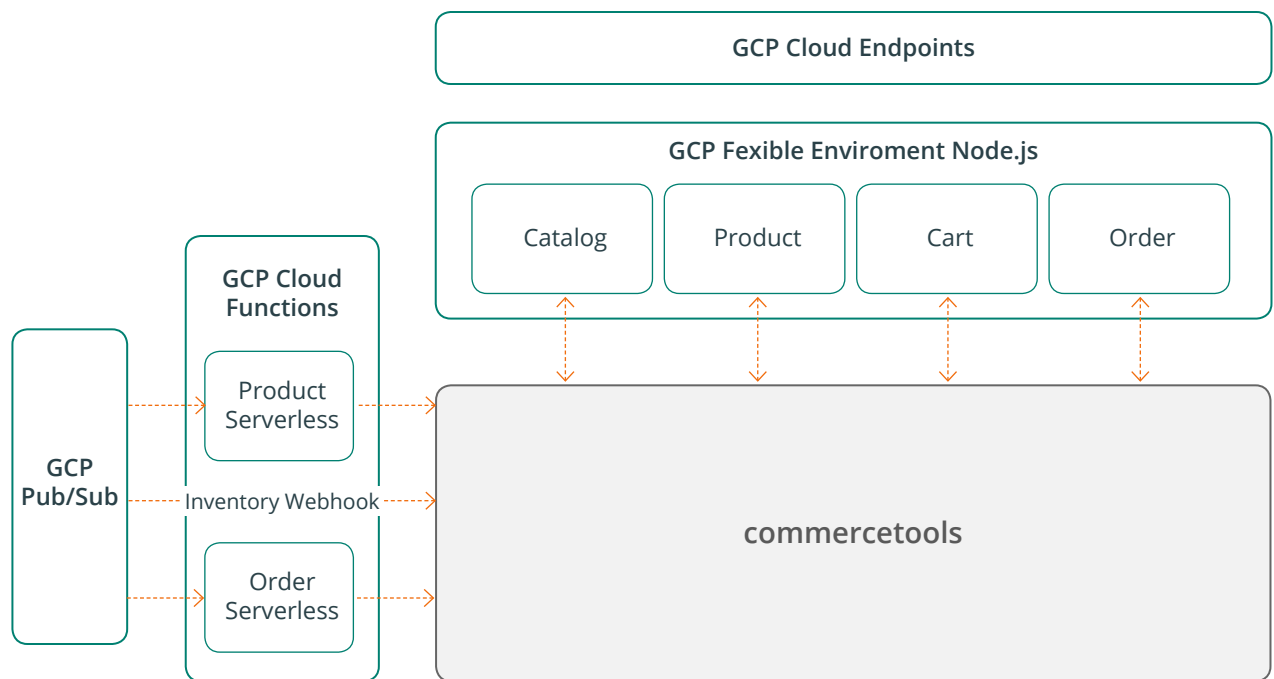 GCP Cloud Endpoints
GCP Fexible Enviroment Node.js
Catalog
Product
Cart
Order
GCP Cloud
Functions
Product
Serverless
GCP
Pub/Sub
Inventory Webhook
Order
Serverless
commercetools